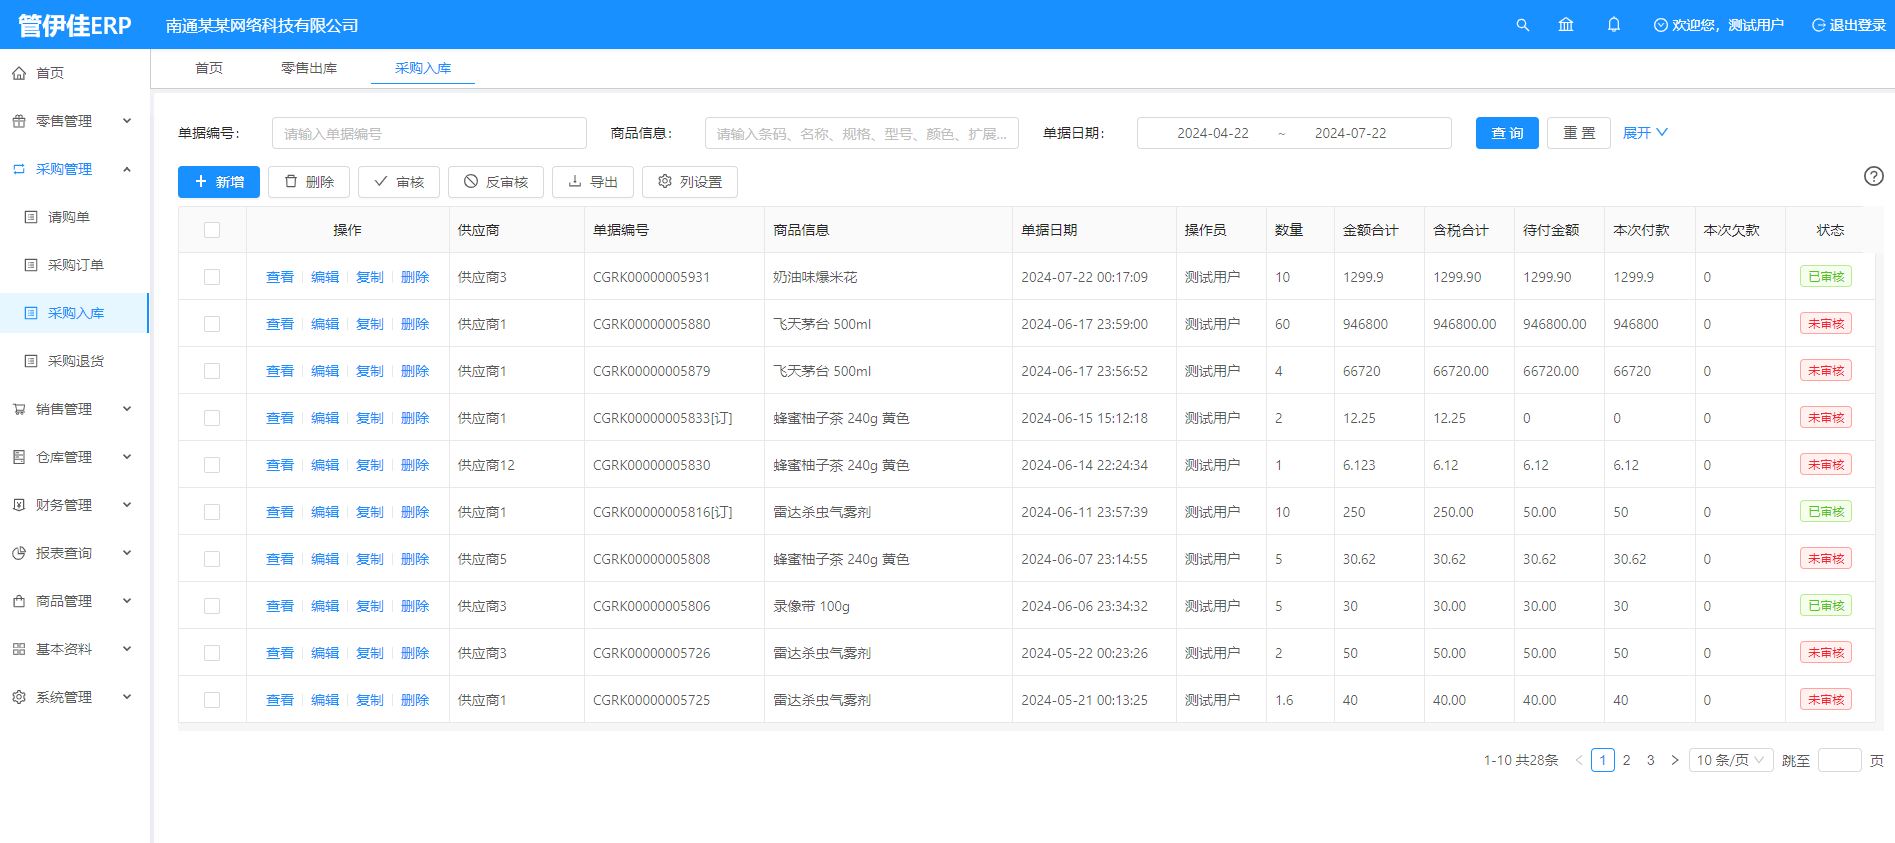 管伊佳ERP 南通某某网络科技有限公司 欢迎您，测试用户 退出登录
首页 零售出库 采购入库
首页
零售管理
采购管理
请购单
采购订单
采购入库
采购退货
销售管理
仓库管理
财务管理
报表查询
商品管理
基本资料
系统管理
单据编号： 请输入单据编号 商品信息： 请输入条码、名称、规格、型号、颜色、扩展... 单据日期： 2024-04-22 ~ 2024-07-22 查 询 重 置 展开
新增 删除 审核 反审核 导出 列设置
操作 供应商 单据编号 商品信息 单据日期 操作员 数量 金额合计 含税合计 待付金额 本次付款 本次欠款 状态
查看 编辑 复制 删除 供应商3 CGRK00000005931 奶油味爆米花 2024-07-22 00:17:09 测试用户 10 1299.9 1299.90 1299.90 1299.9 0 已审核
查看 编辑 复制 删除 供应商1 CGRK00000005880 飞天茅台 500ml 2024-06-17 23:59:00 测试用户 60 946800 946800.00 946800.00 946800 0 未审核
查看 编辑 复制 删除 供应商1 CGRK00000005879 飞天茅台 500ml 2024-06-17 23:56:52 测试用户 4 66720 66720.00 66720.00 66720 0 未审核
查看 编辑 复制 删除 供应商1 CGRK00000005833[订] 蜂蜜柚子茶 240g 黄色 2024-06-15 15:12:18 测试用户 2 12.25 12.25 0 0 0 未审核
查看 编辑 复制 删除 供应商12 CGRK00000005830 蜂蜜柚子茶 240g 黄色 2024-06-14 22:24:34 测试用户 1 6.123 6.12 6.12 6.12 0 未审核
查看 编辑 复制 删除 供应商1 CGRK00000005816[订] 雷达杀虫气雾剂 2024-06-11 23:57:39 测试用户 10 250 250.00 50.00 50 0 已审核
查看 编辑 复制 删除 供应商5 CGRK00000005808 蜂蜜柚子茶 240g 黄色 2024-06-07 23:14:55 测试用户 5 30.62 30.62 30.62 30.62 0 未审核
查看 编辑 复制 删除 供应商3 CGRK00000005806 录像带 100g 2024-06-06 23:34:32 测试用户 5 30 30.00 30.00 30 0 已审核
查看 编辑 复制 删除 供应商3 CGRK00000005726 雷达杀虫气雾剂 2024-05-22 00:23:26 测试用户 2 50 50.00 50.00 50 0 未审核
查看 编辑 复制 删除 供应商1 CGRK00000005725 雷达杀虫气雾剂 2024-05-21 00:13:25 测试用户 1.6 40 40.00 40.00 40 0 未审核
1-10 共28条 < 1 2 3 > 10 条/页 跳至 页